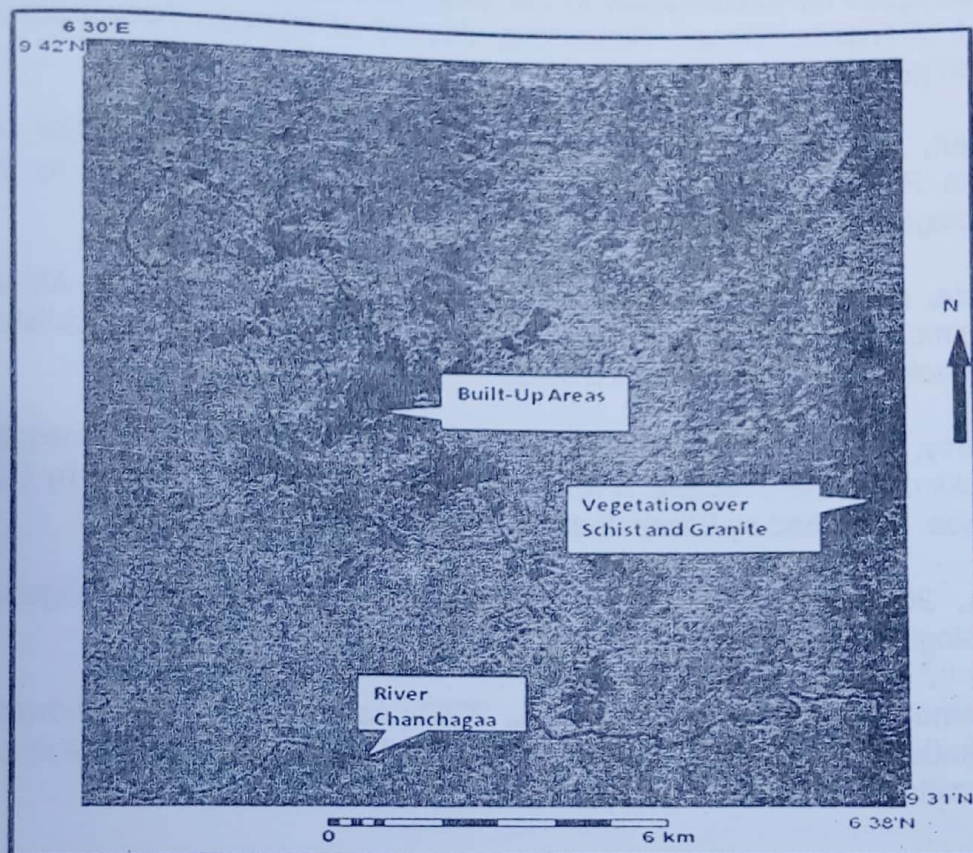 6 30'E
9 42'N
N
Built-Up Areas
Vegetation over
Schist and Granite
River
Chanchagaa
9 31'N
6 38'N
0 6 km